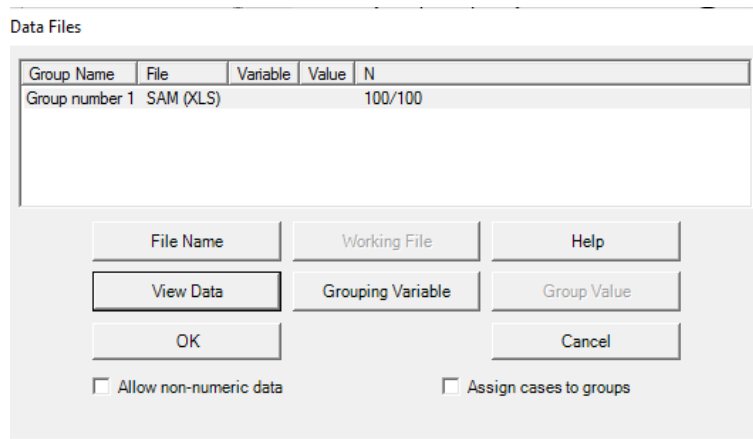 Data Files
Group Name File Variable Value N
Group number 1 SAM (XLS) 100/100
File Name Working File Help
View Data Grouping Variable Group Value
OK Cancel
Allow non-numeric data Assign cases to groups